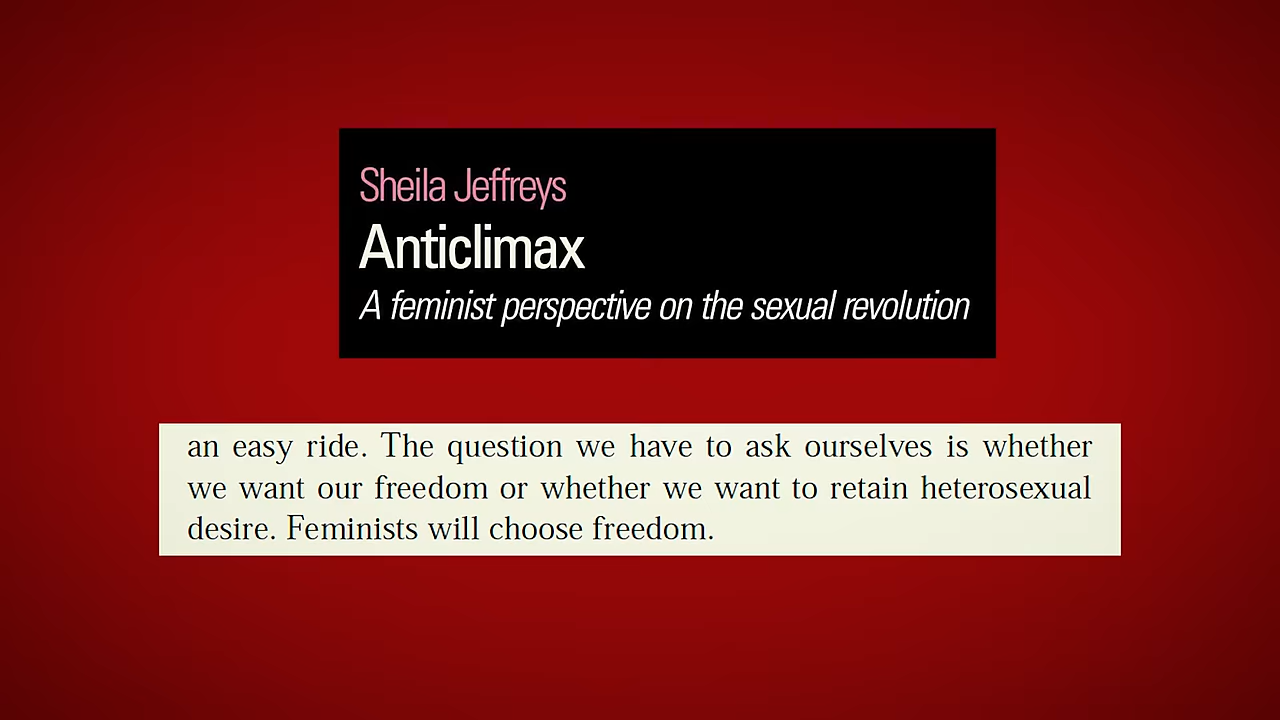 Sheila Jeffreys
Anticlimax
A feminist perspective on the sexual revolution
an easy ride. The question we have to ask ourselves is whether
we want our freedom or whether we want to retain heterosexual
desire. Feminists will choose freedom.